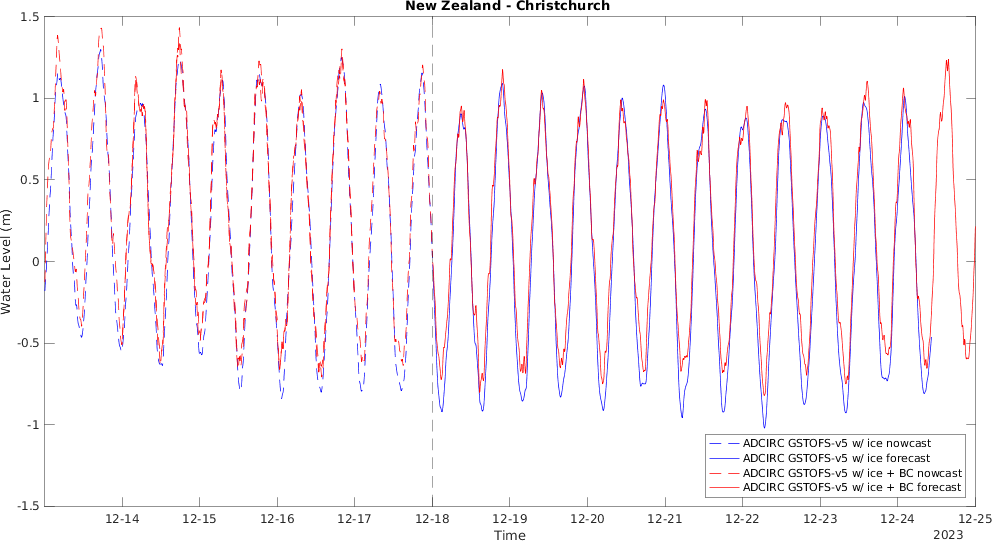 New Zealand - Christchurch
1.5
1
0.5
0
-0.5
-1
-1.5
Water Level (m)
12-14
12-15
12-16
12-17
12-18
12-19
12-20
12-21
12-22
12-23
12-24
12-25
Time
2023
ADCIRC GSTOFS-v5 w/ ice nowcast
ADCIRC GSTOFS-v5 w/ ice forecast
ADCIRC GSTOFS-v5 w/ ice + BC nowcast
ADCIRC GSTOFS-v5 w/ ice + BC forecast